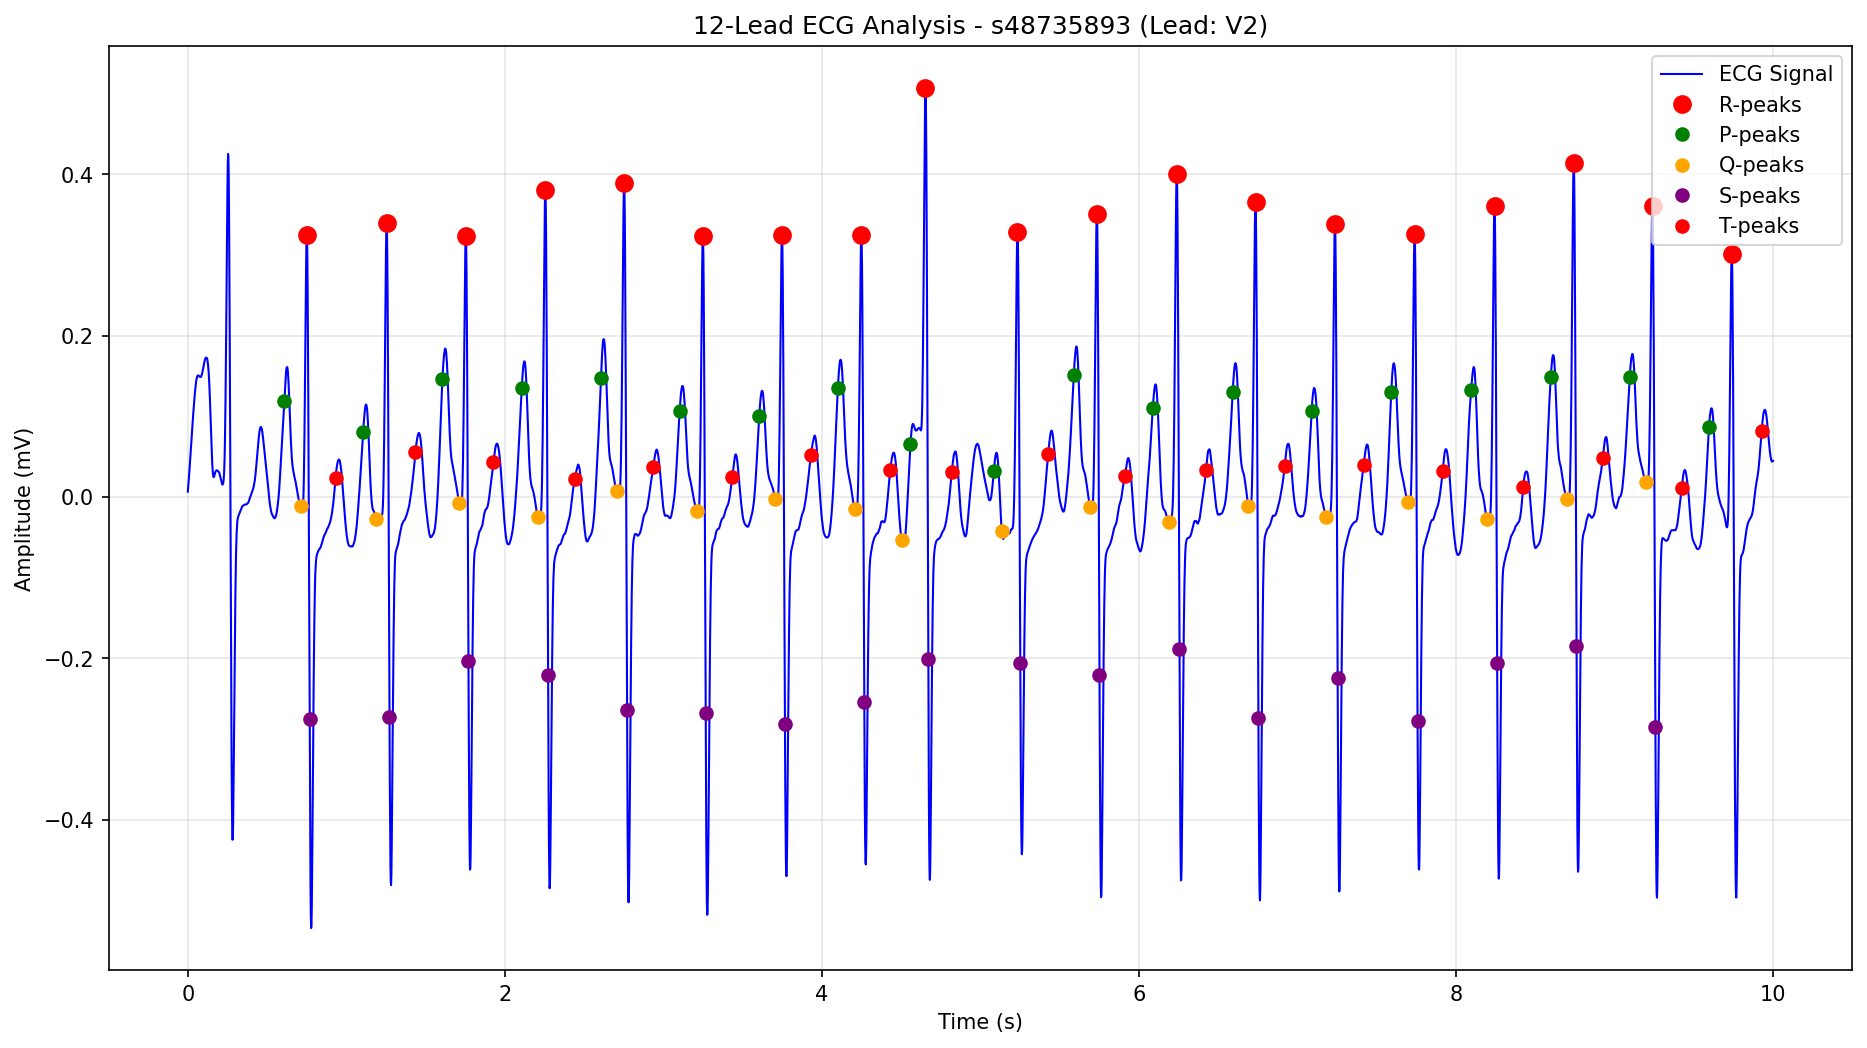 12-Lead ECG Analysis - s48735893 (Lead: V2)
ECG Signal
R-peaks
P-peaks
Q-peaks
S-peaks
T-peaks
Amplitude (mV)
0.4
0.2
0.0
−0.2
−0.4
0
2
4
6
8
10
Time (s)